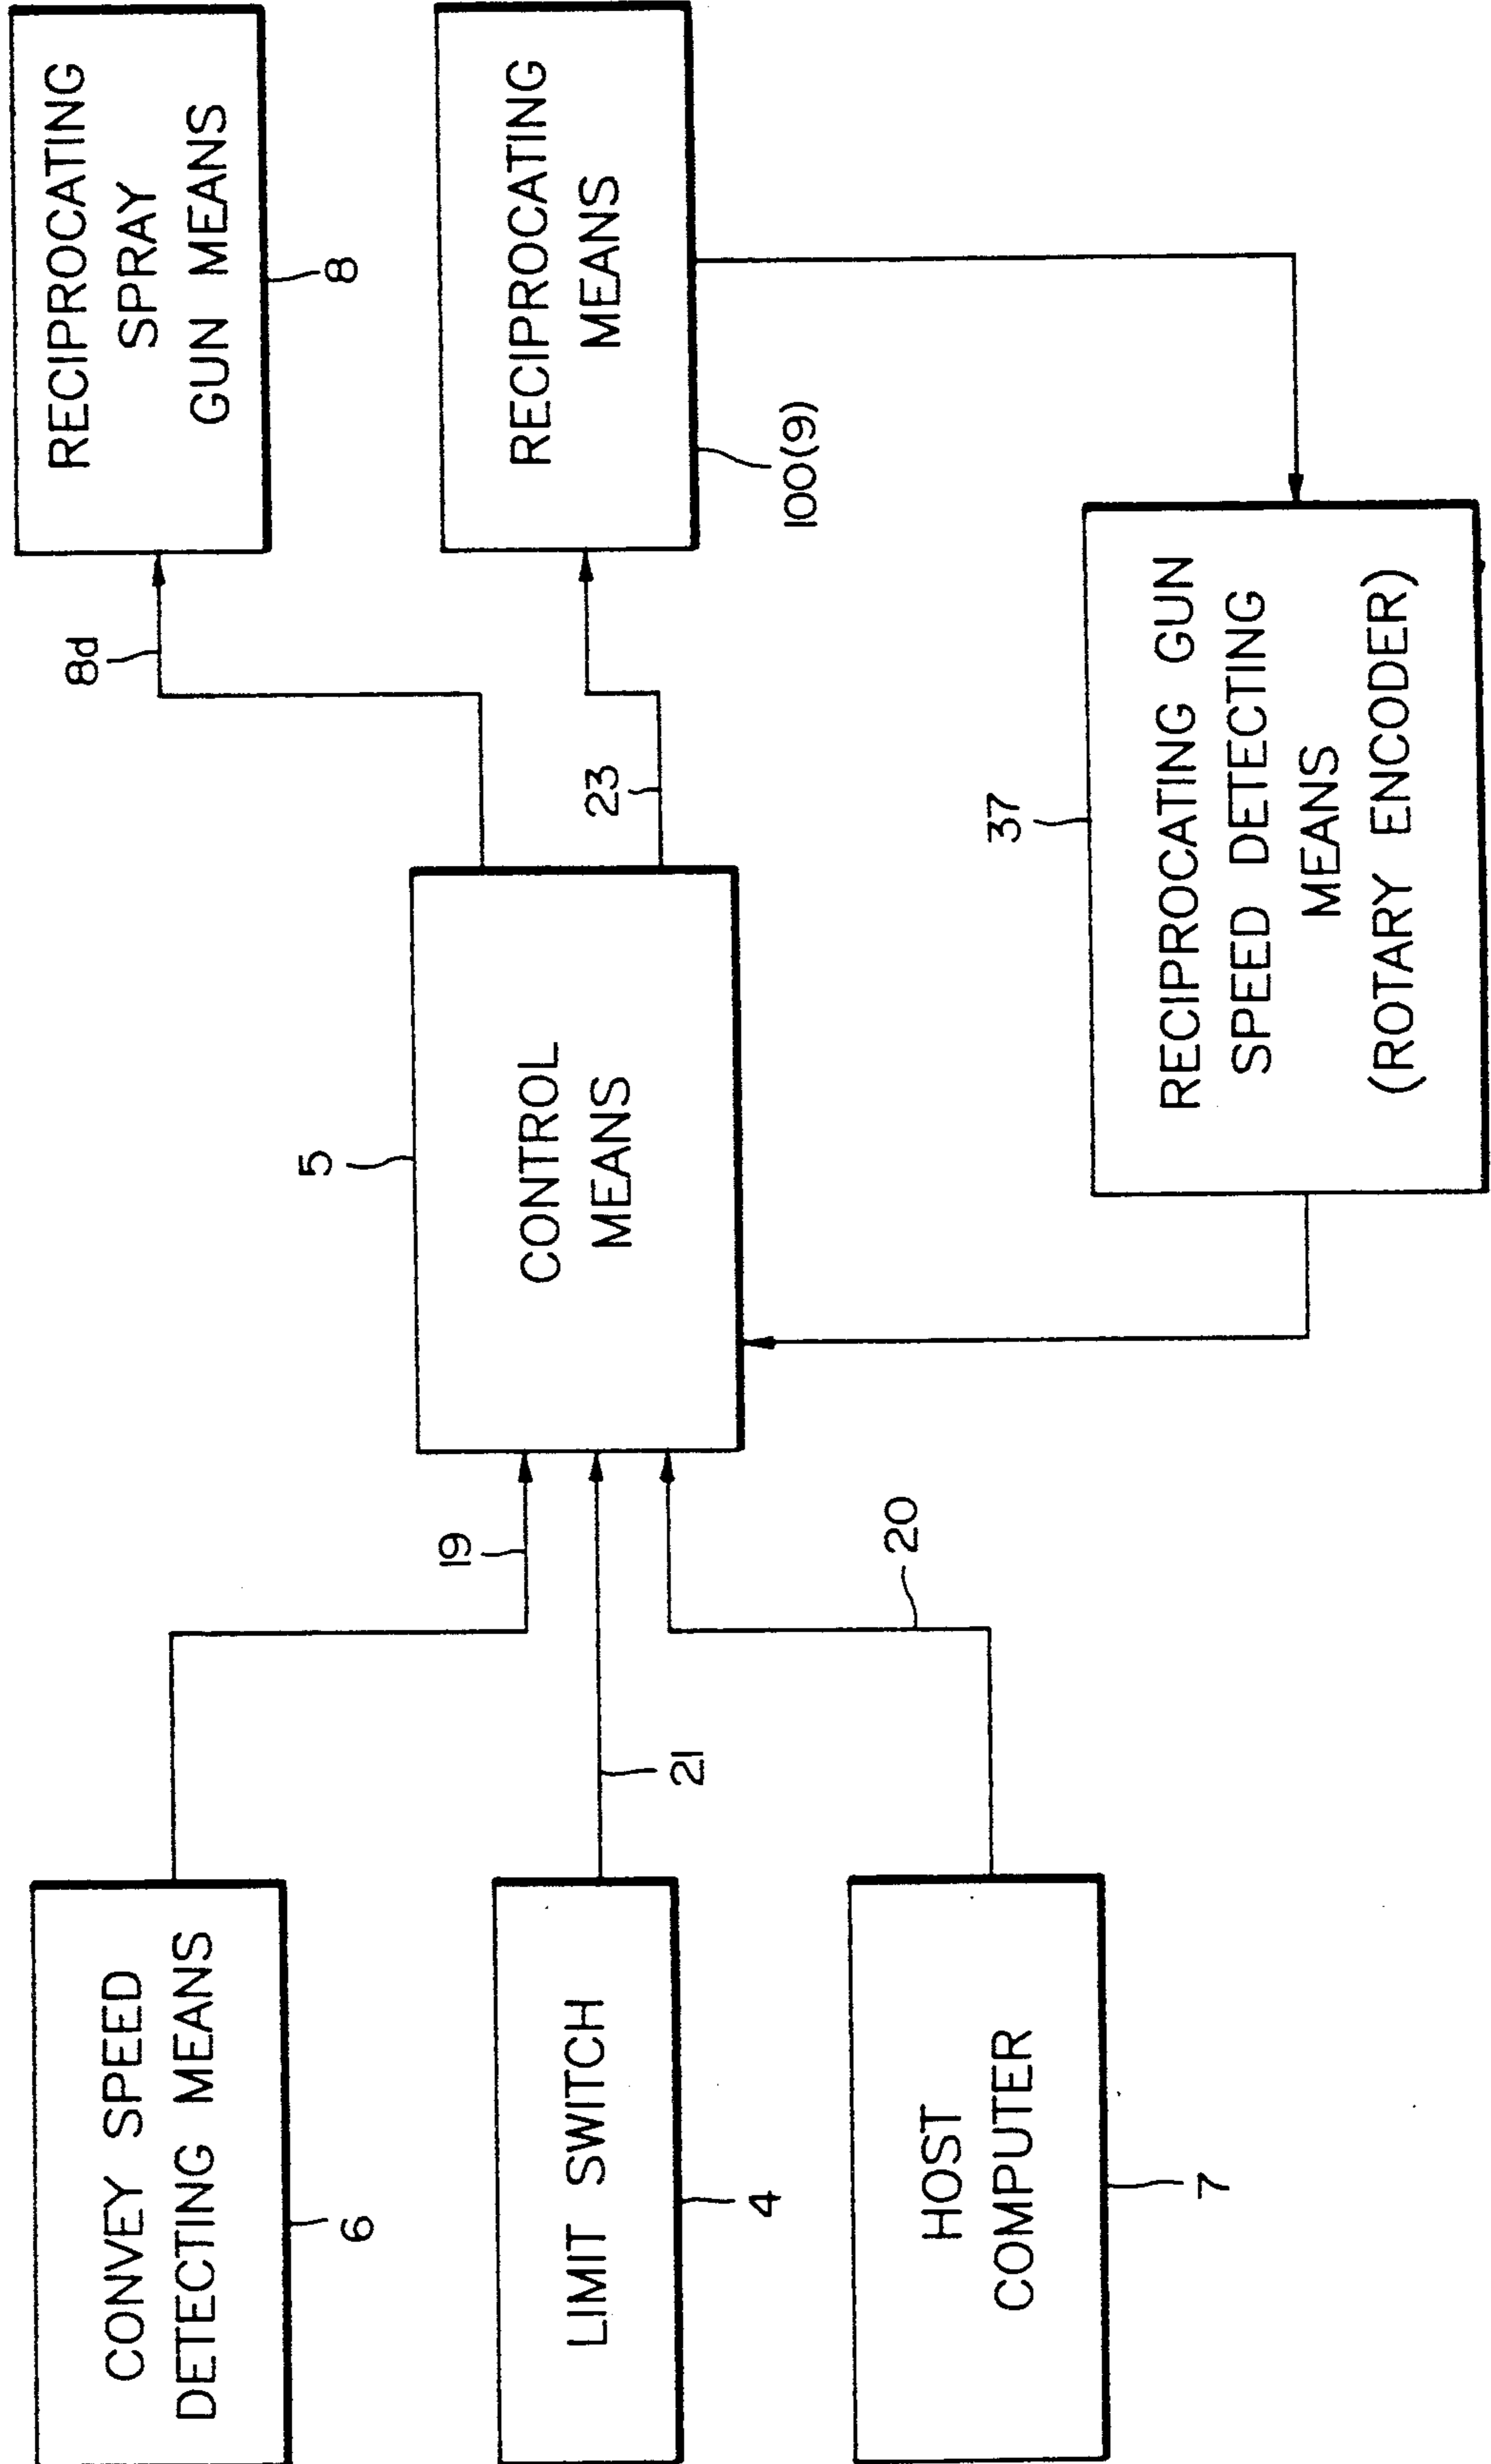 CONVEY SPEED
DETECTING MEANS
6
LIMIT SWITCH
4
HOST
COMPUTER
7
19
21
20
5
CONTROL
MEANS
8d
23
RECIPROCATING
SPRAY
GUN MEANS
8
RECIPROCATING
MEANS
100(9)
37
RECIPROCATING GUN
SPEED DETECTING
MEANS
(ROTARY ENCODER)